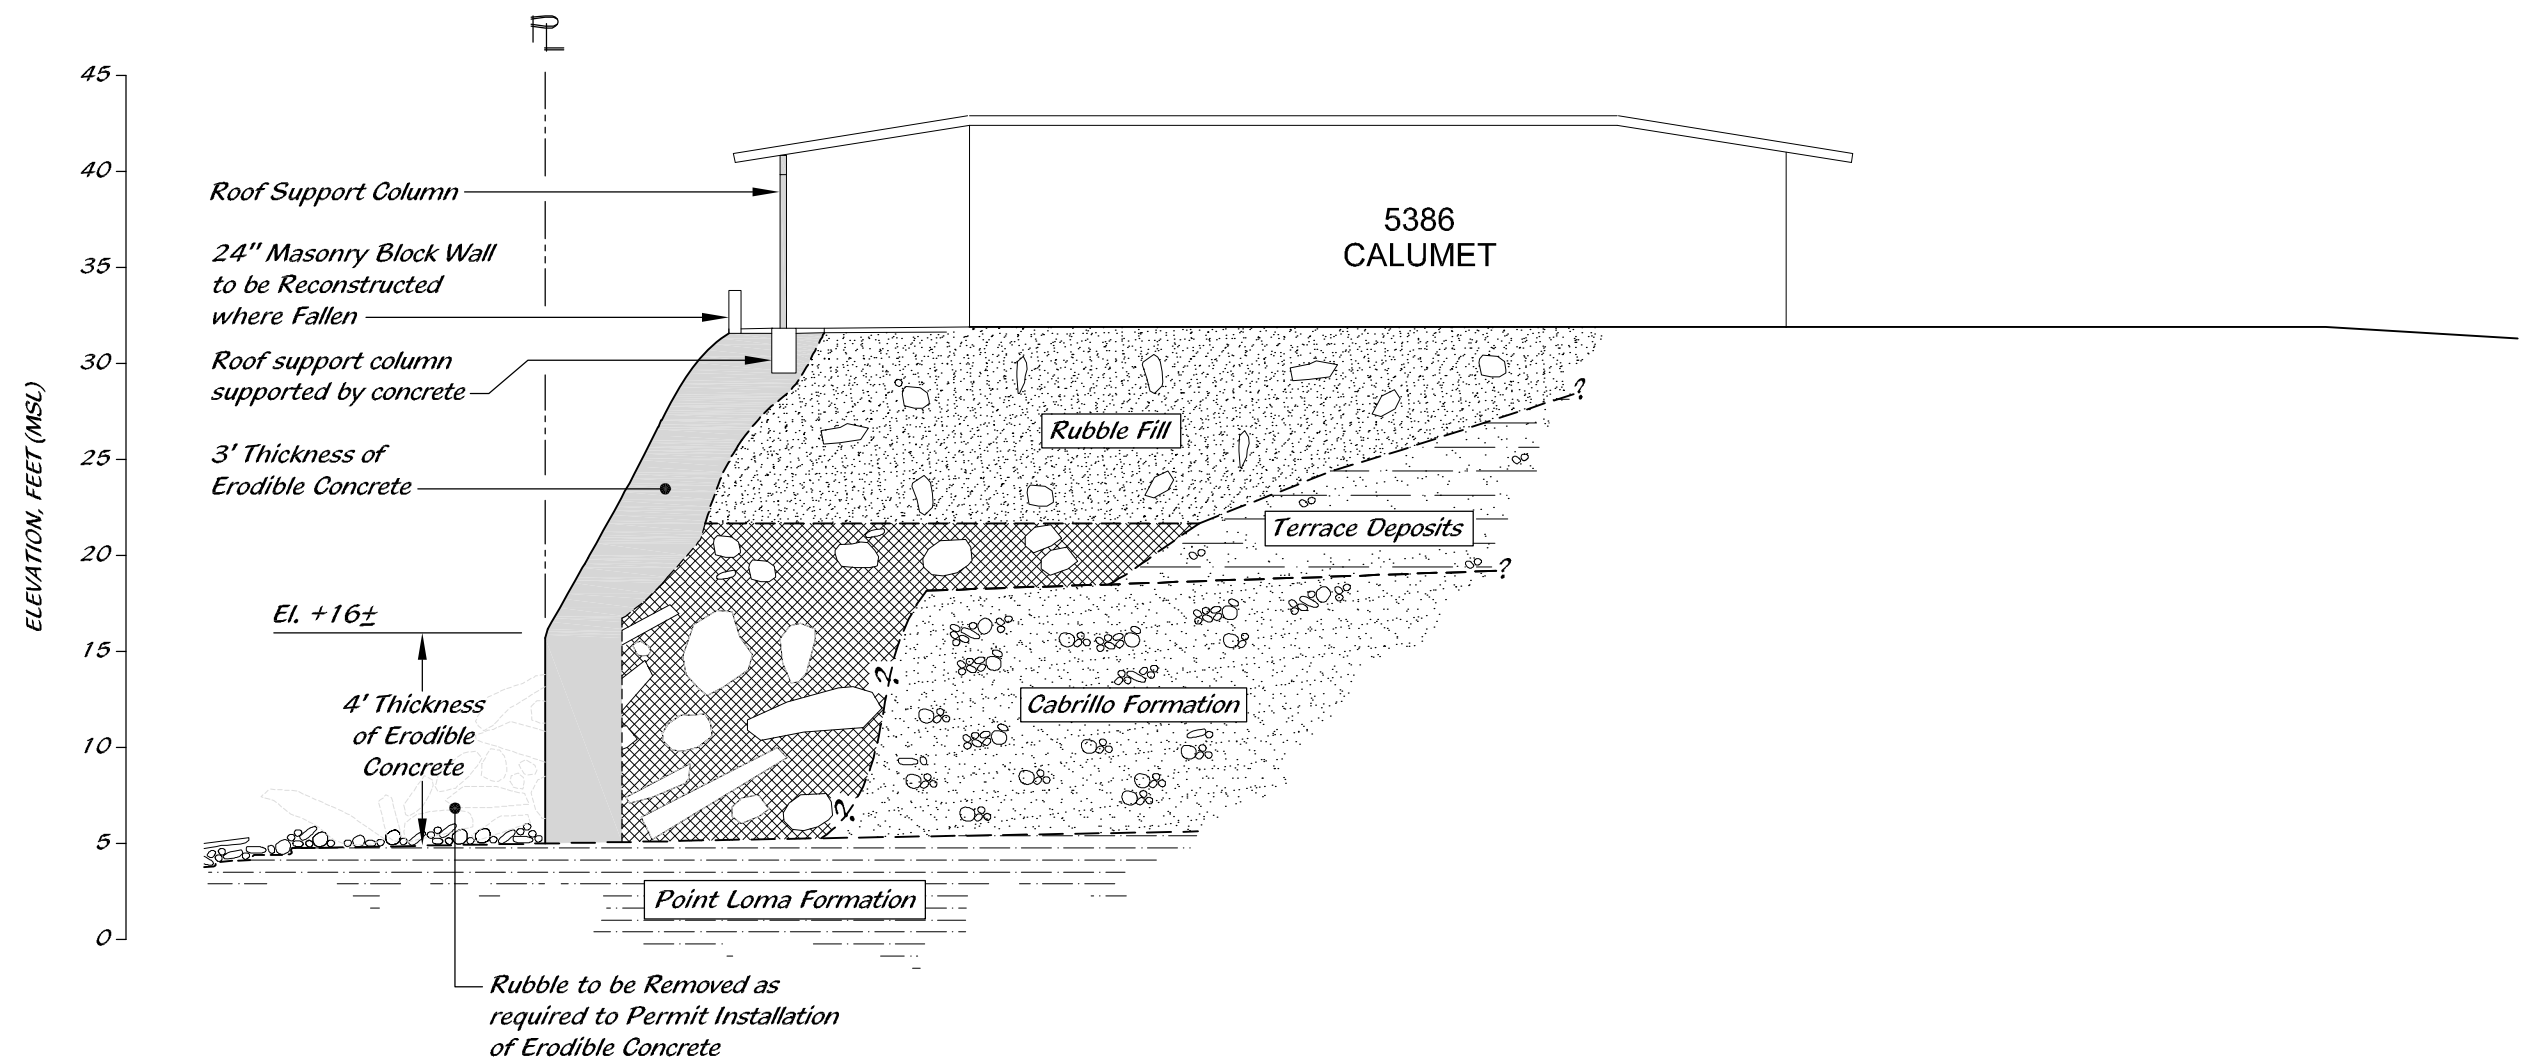 PL
45
40
35
30
25
20
15
10
5
0
ELEVATION, FEET (MSL)
Roof Support Column
24" Masonry Block Wall
to be Reconstructed
where Fallen
Roof support column
supported by concrete
3' Thickness of
Erodible Concrete
El. +16±
4' Thickness
of Erodible
Concrete
5386
CALUMET
Rubble Fill
?
Terrace Deposits
?
?
Cabrillo Formation
?
Point Loma Formation
Rubble to be Removed as
required to Permit Installation
of Erodible Concrete